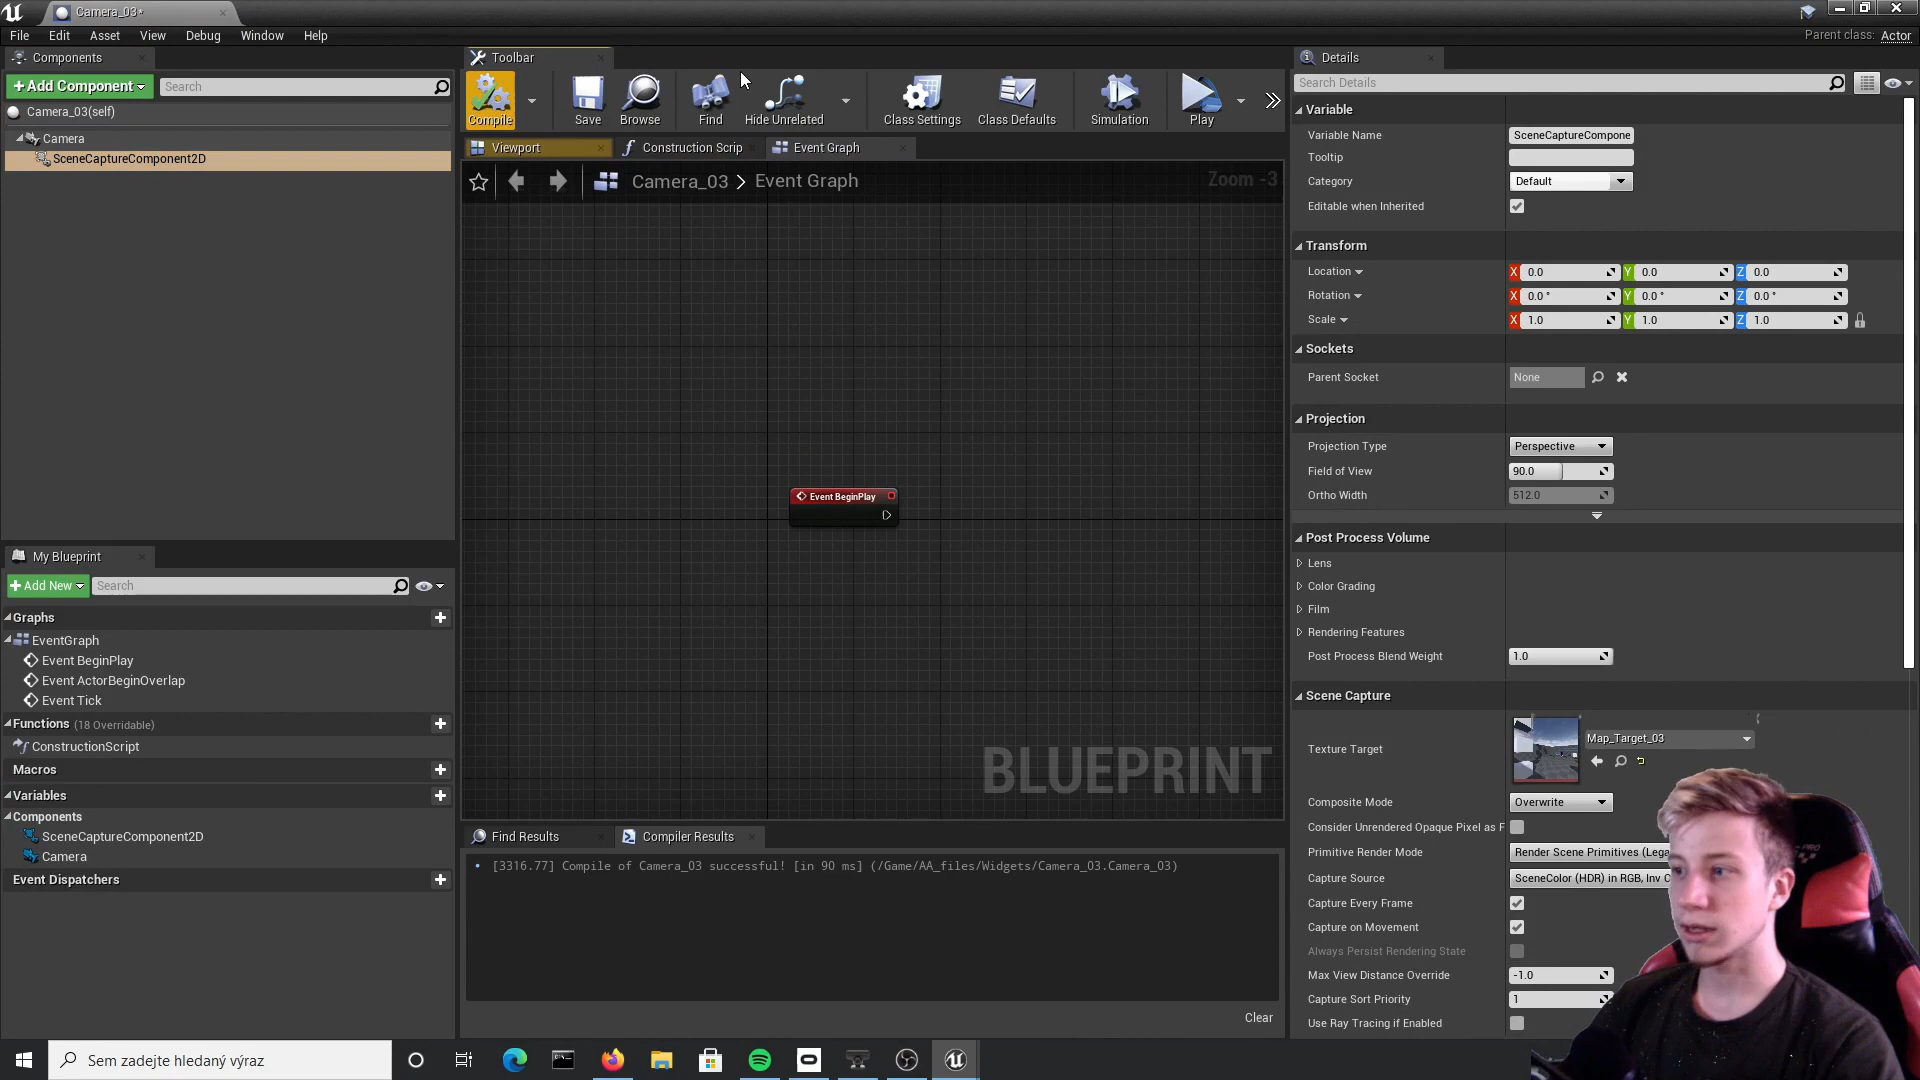 Camera_03*
File Edit Asset View Debug Window Help
Parent class: Actor
Components
Add Component
Search
Camera_03(self)
Camera
SceneCaptureComponent2D
Toolbar
Compile
Save
Browse
Find
Hide Unrelated
Class Settings
Class Defaults
Simulation
Play
Viewport
Construction Scrip
Event Graph
Camera_03 > Event Graph
Zoom -3
Event BeginPlay
BLUEPRINT
My Blueprint
Add New
Search
Graphs
EventGraph
Event BeginPlay
Event ActorBeginOverlap
Event Tick
Functions (18 Overridable)
ConstructionScript
Macros
Variables
Components
SceneCaptureComponent2D
Camera
Event Dispatchers
Find Results
Compiler Results
[3316.77] Compile of Camera_03 successful! [in 90 ms] (/Game/AA_files/Widgets/Camera_03.Camera_03)
Clear
Details
Search Details
Variable
Variable Name SceneCaptureCompone
Tooltip
Category Default
Editable when Inherited
Transform
Location X 0.0 Y 0.0 Z 0.0
Rotation X 0.0 ° Y 0.0 ° Z 0.0 °
Scale X 1.0 Y 1.0 Z 1.0
Sockets
Parent Socket None
Projection
Projection Type Perspective
Field of View 90.0
Ortho Width 512.0
Post Process Volume
Lens
Color Grading
Film
Rendering Features
Post Process Blend Weight 1.0
Scene Capture
Texture Target Map_Target_03
Composite Mode Overwrite
Consider Unrendered Opaque Pixel as F
Primitive Render Mode Render Scene Primitives (Lega
Capture Source SceneColor (HDR) in RGB, Inv O
Capture Every Frame
Capture on Movement
Always Persist Rendering State
Max View Distance Override -1.0
Capture Sort Priority 1
Use Ray Tracing if Enabled
Sem zadejte hledaný výraz